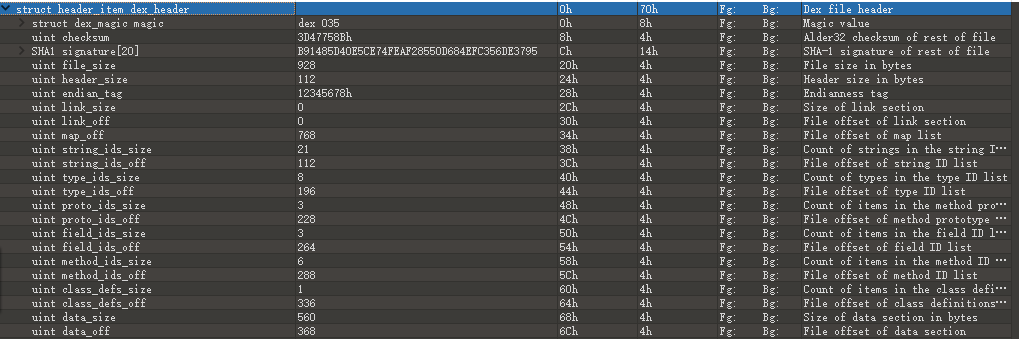 struct header_item dex_header 0h 70h Fg: Bg: Dex file header
struct dex_magic magic dex 035 0h 8h Fg: Bg: Magic value
uint checksum 3D47758Bh 8h 4h Fg: Bg: Alder32 checksum of rest of file
SHA1 signature[20] B91485D40E5CE74FEAF28550D684EFC356DE3795 Ch 14h Fg: Bg: SHA-1 signature of rest of file
uint file_size 928 20h 4h Fg: Bg: File size in bytes
uint header_size 112 24h 4h Fg: Bg: Header size in bytes
uint endian_tag 12345678h 28h 4h Fg: Bg: Endianness tag
uint link_size 0 2Ch 4h Fg: Bg: Size of link section
uint link_off 0 30h 4h Fg: Bg: File offset of link section
uint map_off 768 34h 4h Fg: Bg: File offset of map list
uint string_ids_size 21 38h 4h Fg: Bg: Count of strings in the string I···
uint string_ids_off 112 3Ch 4h Fg: Bg: File offset of string ID list
uint type_ids_size 8 40h 4h Fg: Bg: Count of types in the type ID list
uint type_ids_off 196 44h 4h Fg: Bg: File offset of type ID list
uint proto_ids_size 3 48h 4h Fg: Bg: Count of items in the method pro···
uint proto_ids_off 228 4Ch 4h Fg: Bg: File offset of method prototype ···
uint field_ids_size 3 50h 4h Fg: Bg: Count of items in the field ID l···
uint field_ids_off 264 54h 4h Fg: Bg: File offset of field ID list
uint method_ids_size 6 58h 4h Fg: Bg: Count of items in the method ID ···
uint method_ids_off 288 5Ch 4h Fg: Bg: File offset of method ID list
uint class_defs_size 1 60h 4h Fg: Bg: Count of items in the class defi···
uint class_defs_off 336 64h 4h Fg: Bg: File offset of class definitions···
uint data_size 560 68h 4h Fg: Bg: Size of data section in bytes
uint data_off 368 6Ch 4h Fg: Bg: File offset of data section